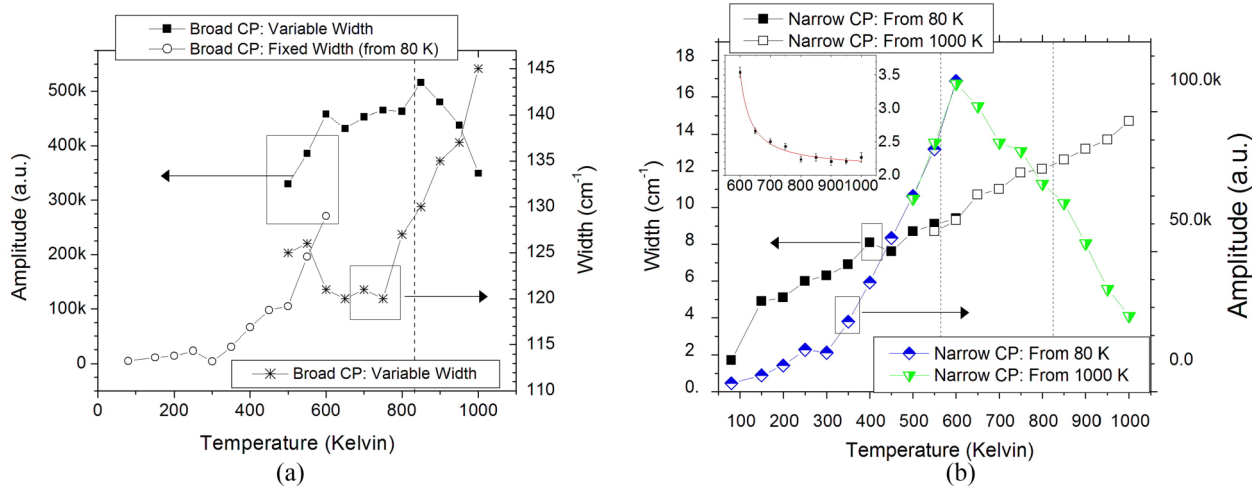 Broad CP: Variable Width
Broad CP: Fixed Width (from 80 K)
500k
400k
300k
200k
100k
0
Amplitude (a.u.)
145
140
135
130
125
120
115
110
Width (cm⁻¹)
Broad CP: Variable Width
0 200 400 600 800 1000
Temperature (Kelvin)
(a)
Narrow CP: From 80 K
Narrow CP: From 1000 K
18
16
14
12
10
8
6
4
2
0.
Width (cm⁻¹)
3.5
3.0
2.5
2.0
600 700 800 900 1000
100.0k
50.0k
0.0
Amplitude (a.u.)
Narrow CP: From 80 K
Narrow CP: From 1000 K
100 200 300 400 500 600 700 800 900 1000
Temperature (Kelvin)
(b)